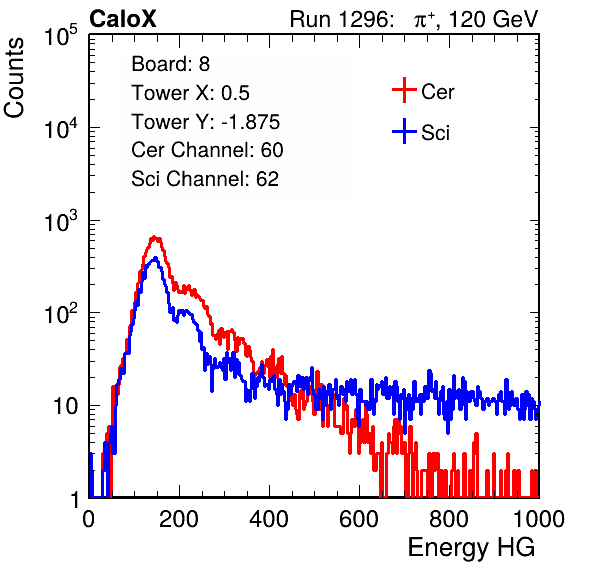 CaloX Run 1296: π⁺, 120 GeV
Counts
10⁵
10⁴
10³
10²
10
1
Board: 8
Tower X: 0.5
Tower Y: -1.875
Cer Channel: 60
Sci Channel: 62
Cer
Sci
0 200 400 600 800 1000
Energy HG